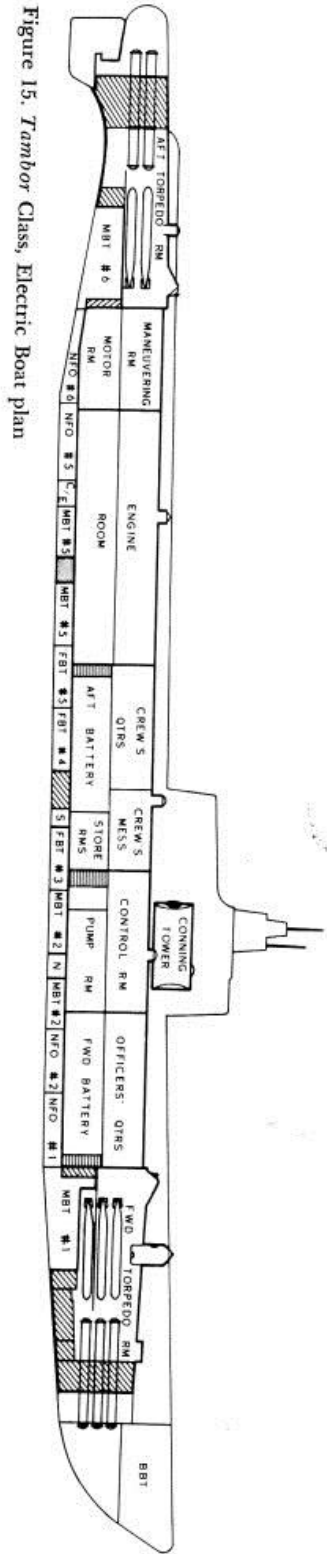 AFT TORPEDO RM
MBT #6
MANEUVERING
RM
MOTOR
RM
ENGINE
ROOM
CREW'S
QTRS
AFT BATTERY
CREW'S
MESS
STORE
RMS
CONNING
TOWER
CONTROL RM
PUMP RM
OFFICERS' QTRS
FWD BATTERY
FWD TORPEDO RM
MBT #1
BBT
NFO #6
NFO #5
C/E
MBT #5
MBT #5
FBT #5
FBT #4
S
FBT #3
MBT #2
N
MBT #2
NFO #2
NFO #1
Figure 15. Tambor Class, Electric Boat plan